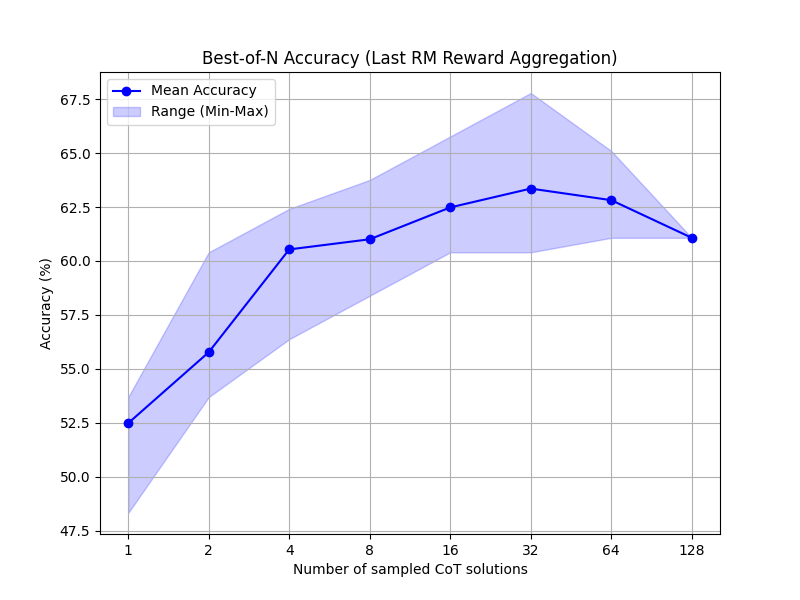 Best-of-N Accuracy (Last RM Reward Aggregation)
Mean Accuracy
Range (Min-Max)
67.5
65.0
62.5
60.0
57.5
55.0
52.5
50.0
47.5
Accuracy (%)
1 2 4 8 16 32 64 128
Number of sampled CoT solutions